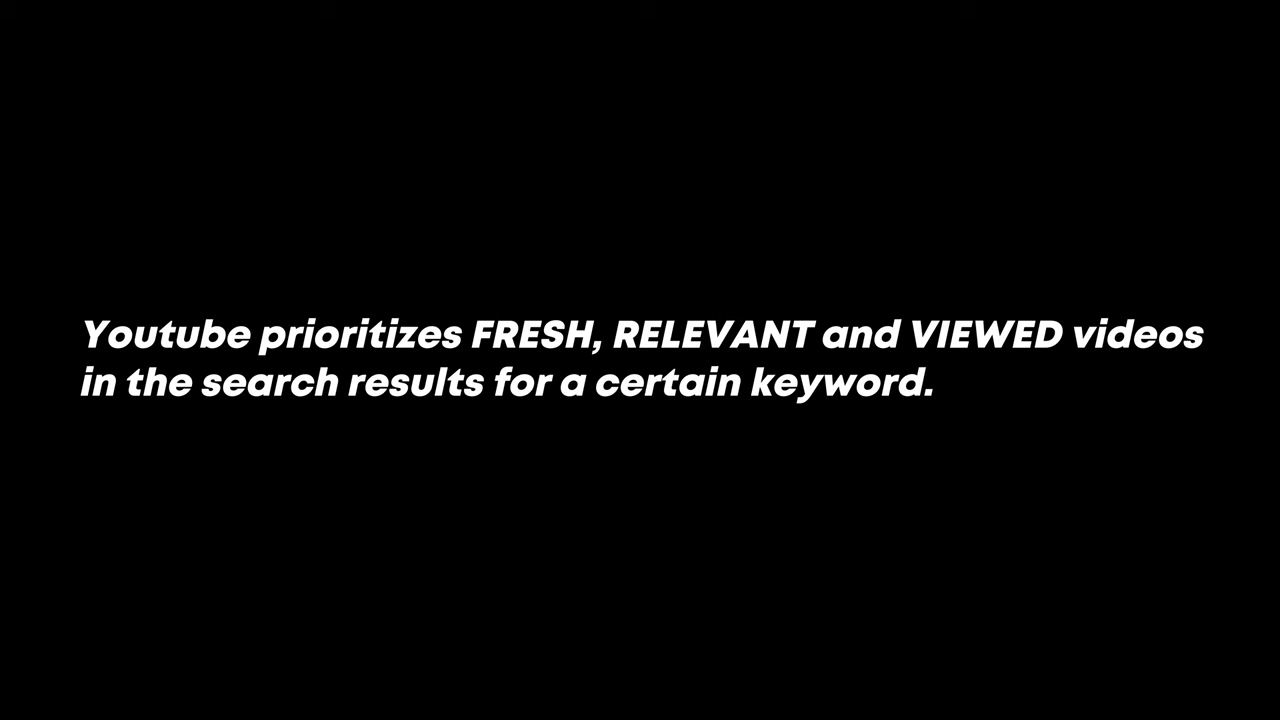 Youtube prioritizes FRESH, RELEVANT and VIEWED videos
in the search results for a certain keyword.